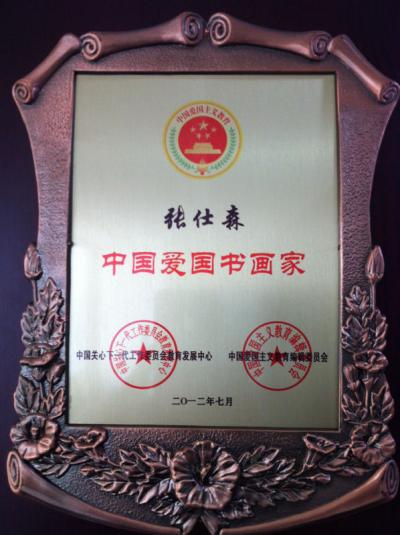 中国爱国主义教育
张仕森
中国爱国书画家
中国关心下一代工作委员会教育发展中心 中国爱国主义教育编辑委员会
二〇一二年七月